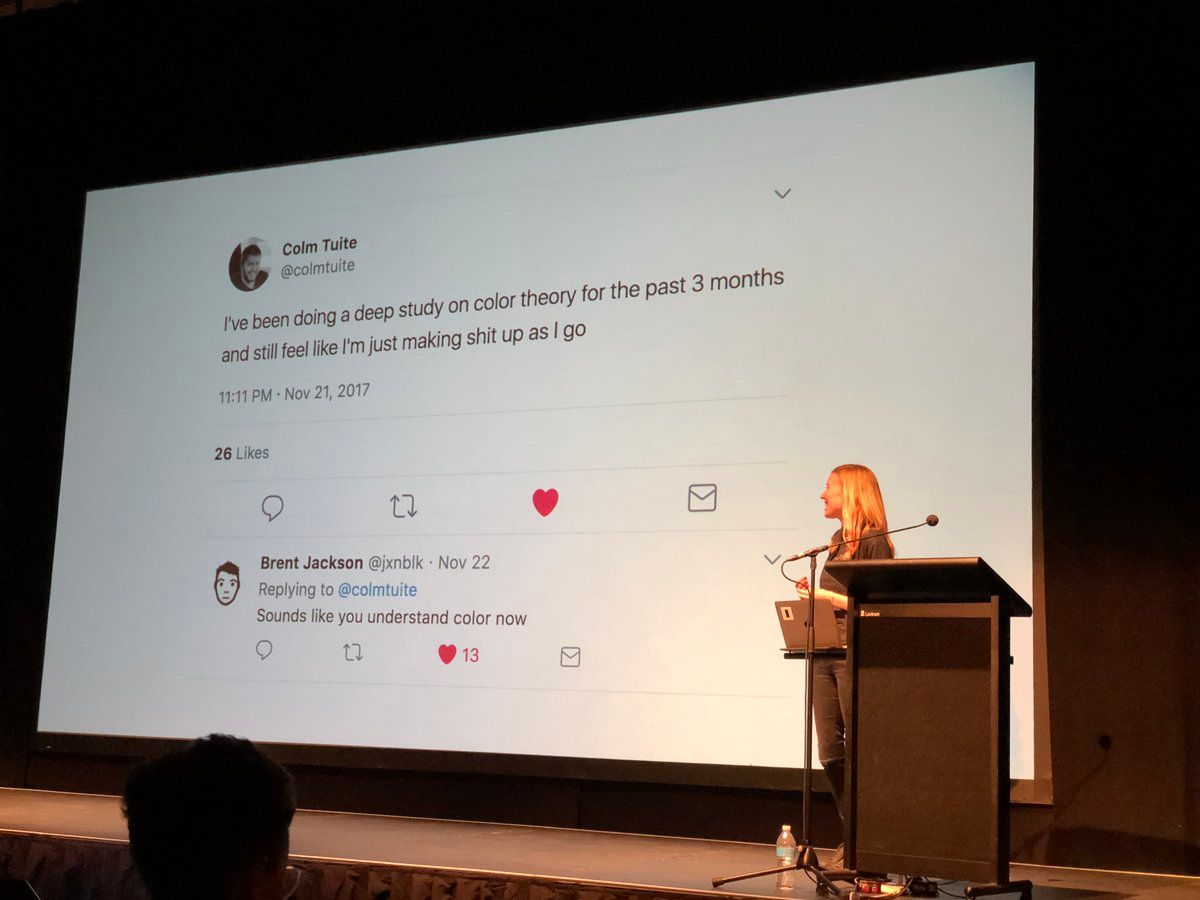 Colm Tuite
@colmtuite
I've been doing a deep study on color theory for the past 3 months
and still feel like I'm just making shit up as I go
11:11 PM · Nov 21, 2017
26 Likes
Brent Jackson @jxnblk · Nov 22
Replying to @colmtuite
Sounds like you understand color now
13